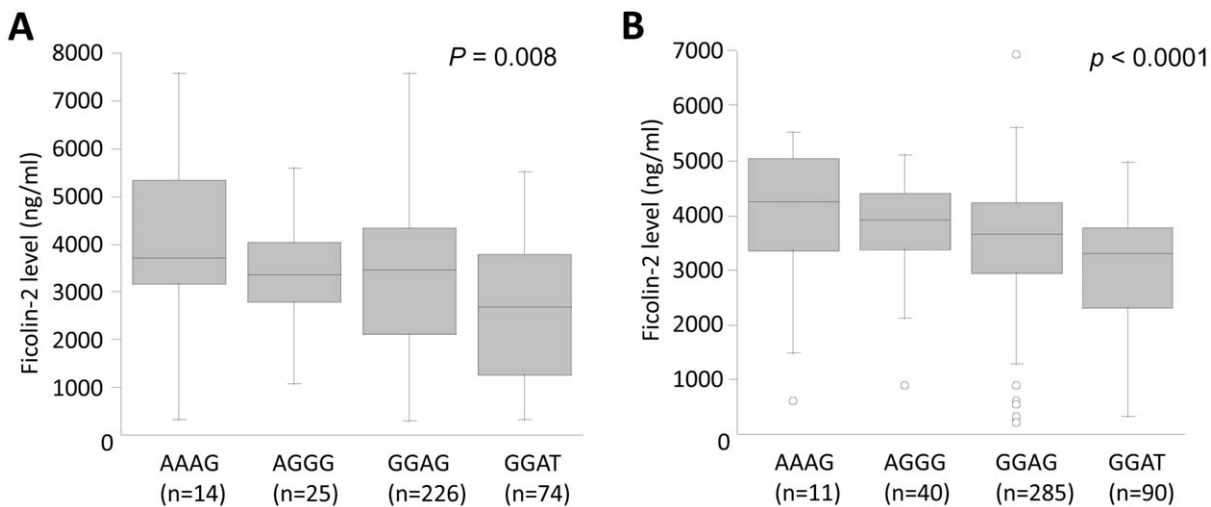 A
P = 0.008
Ficolin-2 level (ng/ml)
8000
7000
6000
5000
4000
3000
2000
1000
0
AAAG AGGG GGAG GGAT
(n=14) (n=25) (n=226) (n=74)
B
p < 0.0001
Ficolin-2 level (ng/ml)
7000
6000
5000
4000
3000
2000
1000
0
AAAG AGGG GGAG GGAT
(n=11) (n=40) (n=285) (n=90)